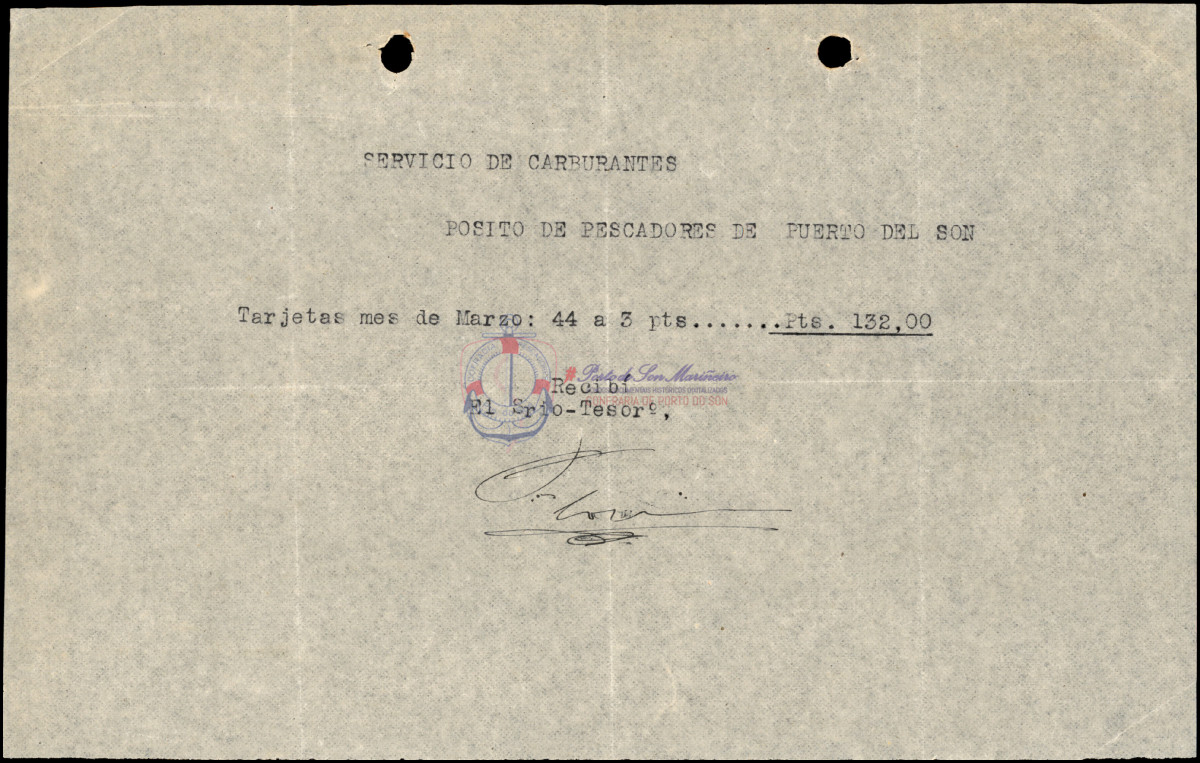 SERVICIO DE CARBURANTES
POSITO DE PESCADORES DE PUERTO DEL SON
Tarjetas mes de Marzo: 44 a 3 pts.......Pts. 132,00
Porto do Son Mariñeiro
Recibí
El Srio-Tesorº,